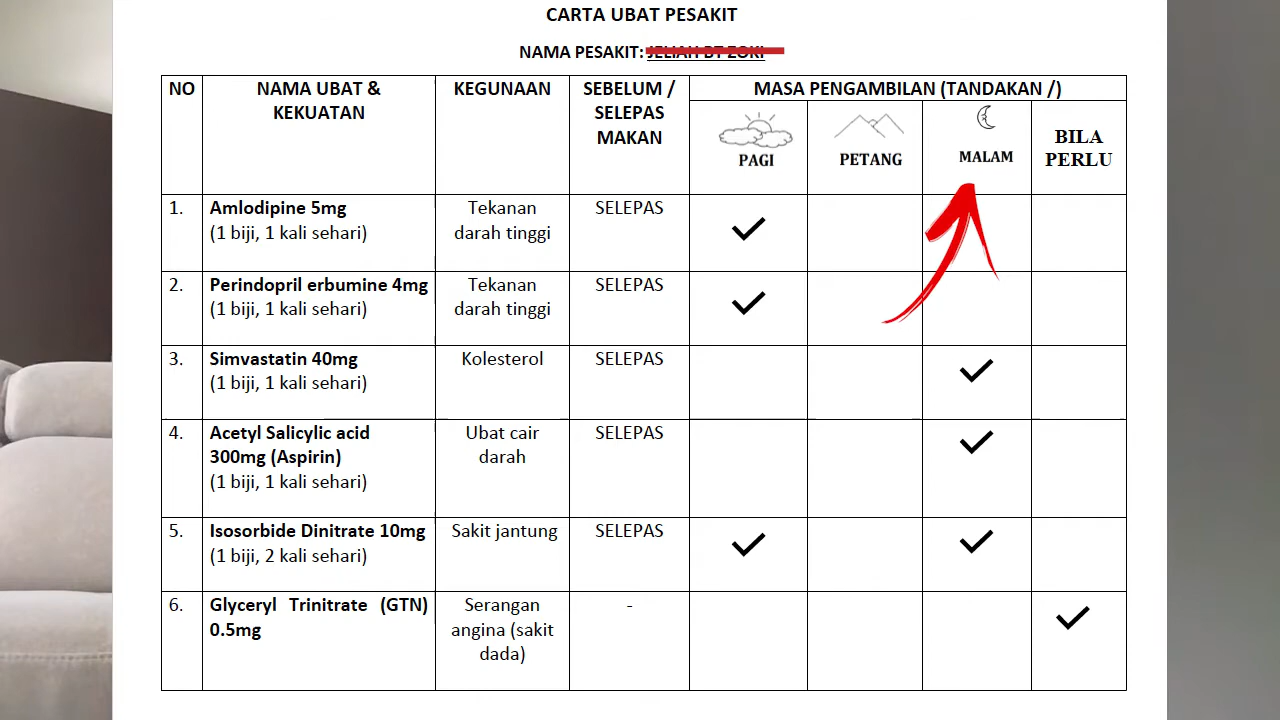 CARTA UBAT PESAKIT
NAMA PESAKIT:
NO
NAMA UBAT &
KEKUATAN
KEGUNAAN
SEBELUM /
SELEPAS
MAKAN
MASA PENGAMBILAN (TANDAKAN /)
PAGI
PETANG
MALAM
BILA
PERLU
1.
Amlodipine 5mg
(1 biji, 1 kali sehari)
Tekanan
darah tinggi
SELEPAS
2.
Perindopril erbumine 4mg
(1 biji, 1 kali sehari)
Tekanan
darah tinggi
SELEPAS
3.
Simvastatin 40mg
(1 biji, 1 kali sehari)
Kolesterol
SELEPAS
4.
Acetyl Salicylic acid
300mg (Aspirin)
(1 biji, 1 kali sehari)
Ubat cair
darah
SELEPAS
5.
Isosorbide Dinitrate 10mg
(1 biji, 2 kali sehari)
Sakit jantung
SELEPAS
6.
Glyceryl Trinitrate (GTN)
0.5mg
Serangan
angina (sakit
dada)
-